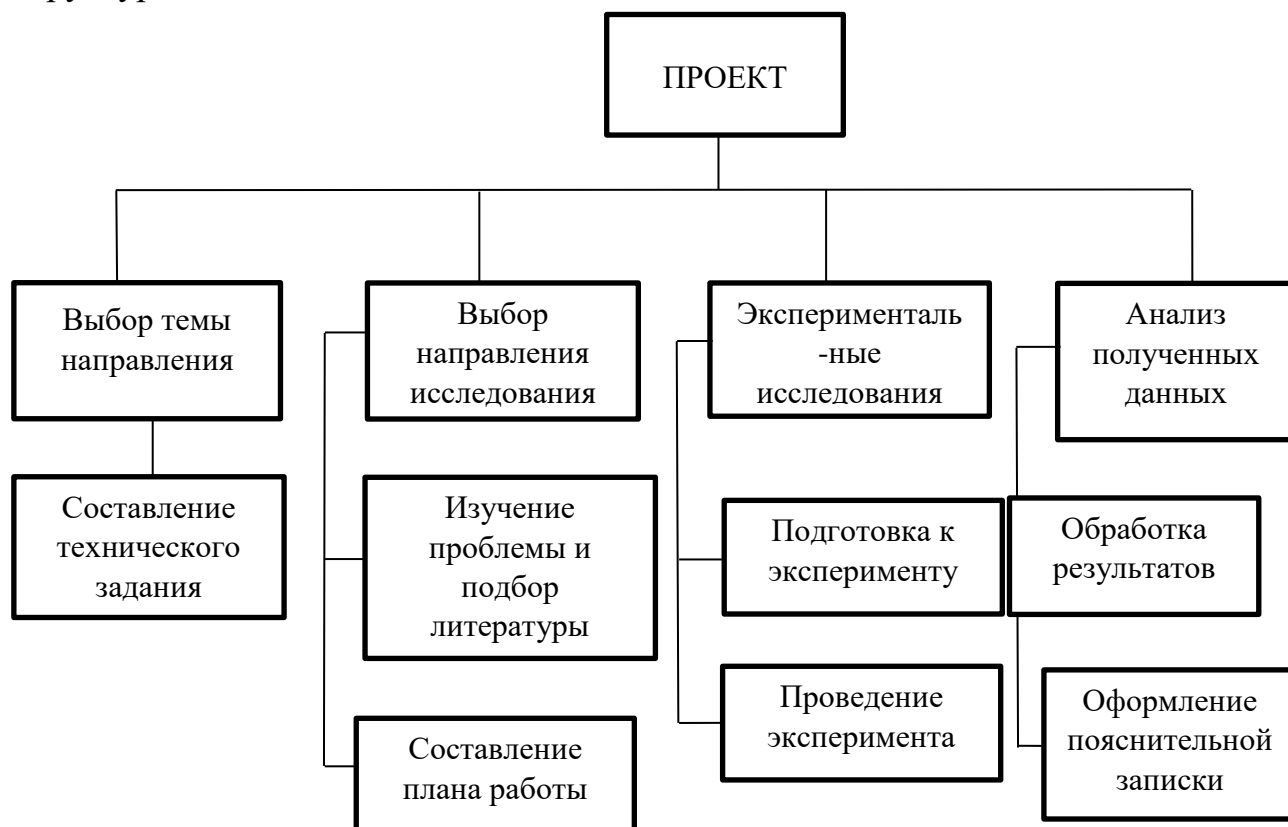 ПРОЕКТ
Выбор темы
направления
Выбор
направления
исследования
Эксперименталь
-ные
исследования
Анализ
полученных
данных
Составление
технического
задания
Изучение
проблемы и
подбор
литературы
Подготовка к
эксперименту
Обработка
результатов
Составление
плана работы
Проведение
эксперимента
Оформление
пояснительной
записки